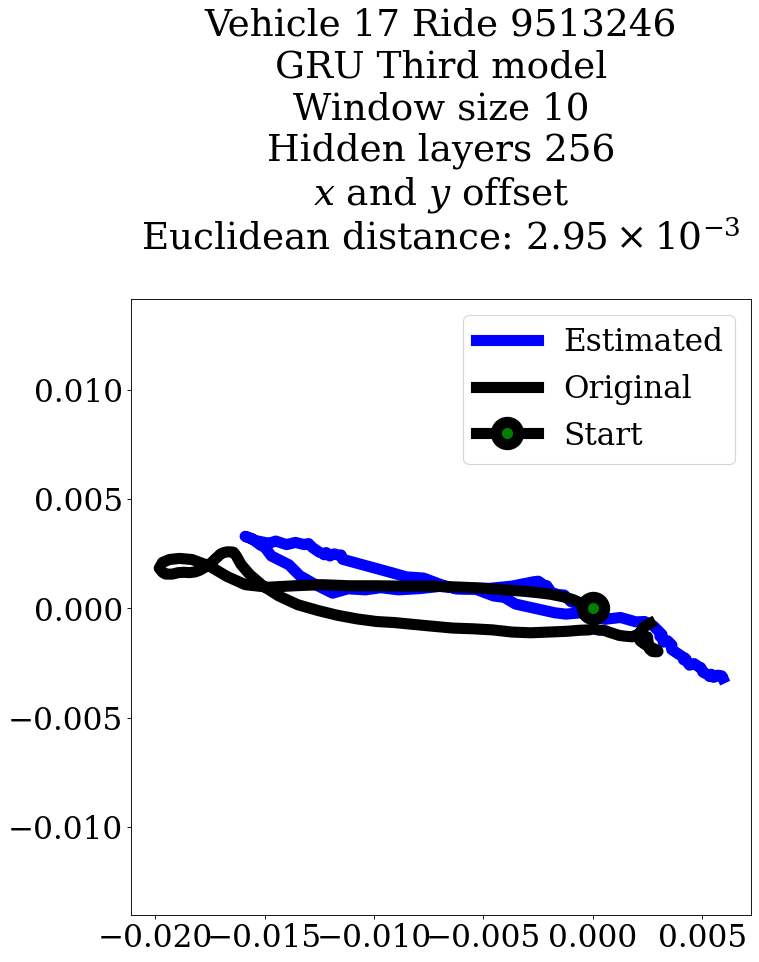 Vehicle 17 Ride 9513246
GRU Third model
Window size 10
Hidden layers 256
x and y offset
Euclidean distance: 2.95 × 10⁻³
Estimated
Original
Start
0.010
0.005
0.000
−0.005
−0.010
−0.020 −0.015 −0.010 −0.005 0.000 0.005